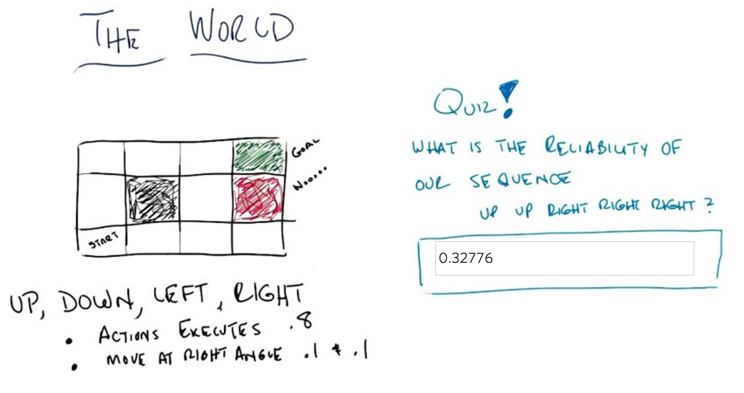 THE WORLD
GOAL
NO.....
START
UP, DOWN, LEFT, RIGHT
• ACTIONS EXECUTES .8
• MOVE AT RIGHT ANGLE .1 & .1
QUIZ!
WHAT IS THE RELIABILITY OF
OUR SEQUENCE
UP UP RIGHT RIGHT RIGHT ?
0.32776